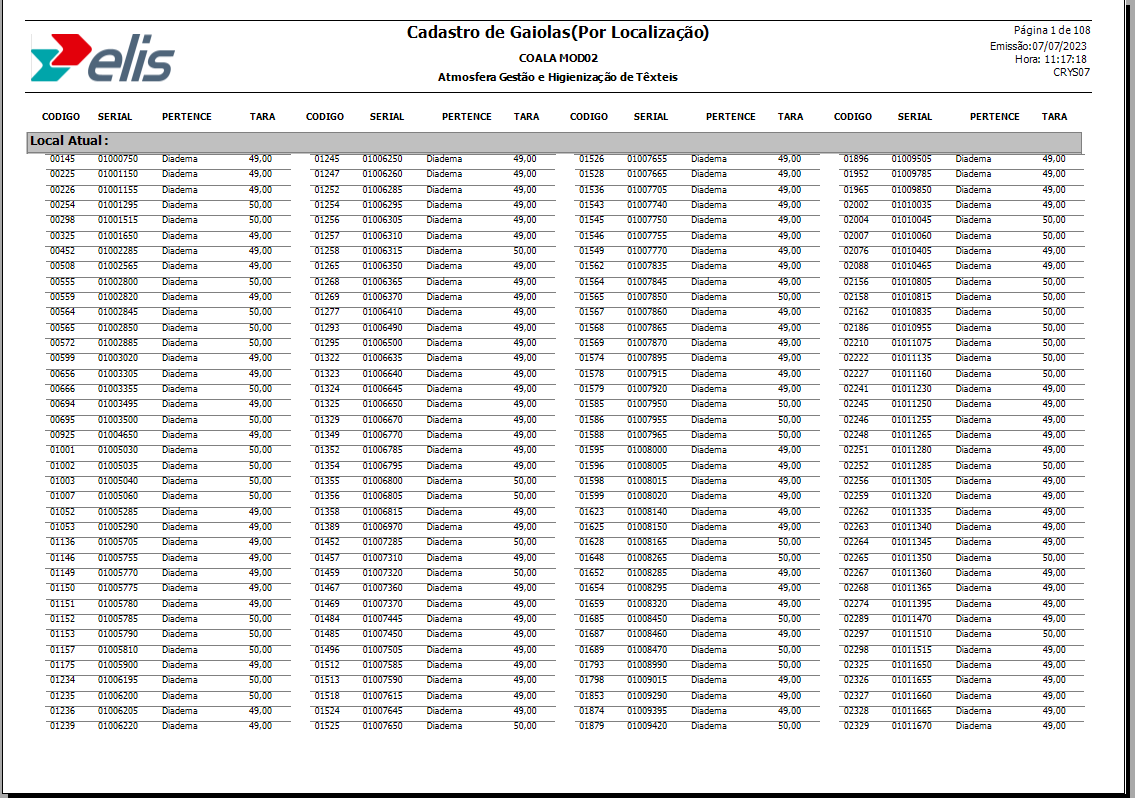 Cadastro de Gaiolas(Por Localização)
Página 1 de 108
elis
COALA MOD02
Emissão:07/07/2023
Hora: 11:17:18
Atmosfera Gestão e Higienização de Têxteis
CRYS07
CODIGO SERIAL PERTENCE TARA CODIGO SERIAL PERTENCE TARA CODIGO SERIAL PERTENCE TARA CODIGO SERIAL PERTENCE TARA
Local Atual :
00145 01000750 Diadema 49,00 01245 01006250 Diadema 49,00 01526 01007655 Diadema 49,00 01896 01009505 Diadema 49,00
00225 01001150 Diadema 49,00 01247 01006260 Diadema 49,00 01528 01007665 Diadema 49,00 01952 01009785 Diadema 49,00
00226 01001155 Diadema 49,00 01252 01006285 Diadema 49,00 01536 01007705 Diadema 49,00 01965 01009850 Diadema 49,00
00254 01001295 Diadema 50,00 01254 01006295 Diadema 49,00 01543 01007740 Diadema 49,00 02002 01010035 Diadema 49,00
00298 01001515 Diadema 50,00 01256 01006305 Diadema 49,00 01545 01007750 Diadema 49,00 02004 01010045 Diadema 50,00
00325 01001650 Diadema 49,00 01257 01006310 Diadema 49,00 01546 01007755 Diadema 49,00 02007 01010060 Diadema 50,00
00452 01002285 Diadema 49,00 01258 01006315 Diadema 50,00 01549 01007770 Diadema 49,00 02076 01010405 Diadema 49,00
00508 01002565 Diadema 49,00 01265 01006350 Diadema 49,00 01562 01007835 Diadema 49,00 02088 01010465 Diadema 49,00
00555 01002800 Diadema 50,00 01268 01006365 Diadema 49,00 01564 01007845 Diadema 49,00 02156 01010805 Diadema 50,00
00559 01002820 Diadema 49,00 01269 01006370 Diadema 49,00 01565 01007850 Diadema 50,00 02158 01010815 Diadema 50,00
00564 01002845 Diadema 50,00 01277 01006410 Diadema 49,00 01567 01007860 Diadema 49,00 02162 01010835 Diadema 50,00
00565 01002850 Diadema 50,00 01293 01006490 Diadema 49,00 01568 01007865 Diadema 49,00 02186 01010955 Diadema 50,00
00572 01002885 Diadema 50,00 01295 01006500 Diadema 49,00 01569 01007870 Diadema 49,00 02210 01011075 Diadema 50,00
00599 01003020 Diadema 49,00 01322 01006635 Diadema 49,00 01574 01007895 Diadema 49,00 02222 01011135 Diadema 50,00
00656 01003305 Diadema 49,00 01323 01006640 Diadema 49,00 01578 01007915 Diadema 49,00 02227 01011160 Diadema 50,00
00666 01003355 Diadema 50,00 01324 01006645 Diadema 49,00 01579 01007920 Diadema 49,00 02241 01011230 Diadema 49,00
00694 01003495 Diadema 49,00 01325 01006650 Diadema 49,00 01585 01007950 Diadema 50,00 02245 01011250 Diadema 49,00
00695 01003500 Diadema 50,00 01329 01006670 Diadema 49,00 01586 01007955 Diadema 50,00 02246 01011255 Diadema 49,00
00925 01004650 Diadema 49,00 01349 01006770 Diadema 49,00 01588 01007965 Diadema 50,00 02248 01011265 Diadema 49,00
01001 01005030 Diadema 50,00 01352 01006785 Diadema 49,00 01595 01008000 Diadema 49,00 02251 01011280 Diadema 49,00
01002 01005035 Diadema 50,00 01354 01006795 Diadema 49,00 01596 01008005 Diadema 49,00 02252 01011285 Diadema 50,00
01003 01005040 Diadema 50,00 01355 01006800 Diadema 50,00 01598 01008015 Diadema 49,00 02256 01011305 Diadema 49,00
01007 01005060 Diadema 50,00 01356 01006805 Diadema 50,00 01599 01008020 Diadema 49,00 02259 01011320 Diadema 49,00
01052 01005285 Diadema 49,00 01358 01006815 Diadema 49,00 01623 01008140 Diadema 49,00 02262 01011335 Diadema 49,00
01053 01005290 Diadema 49,00 01389 01006970 Diadema 49,00 01625 01008150 Diadema 49,00 02263 01011340 Diadema 49,00
01136 01005705 Diadema 49,00 01452 01007285 Diadema 50,00 01628 01008165 Diadema 50,00 02264 01011345 Diadema 50,00
01146 01005755 Diadema 49,00 01457 01007310 Diadema 49,00 01648 01008265 Diadema 50,00 02265 01011350 Diadema 50,00
01149 01005770 Diadema 49,00 01459 01007320 Diadema 50,00 01652 01008285 Diadema 49,00 02267 01011360 Diadema 49,00
01150 01005775 Diadema 49,00 01467 01007360 Diadema 49,00 01654 01008295 Diadema 49,00 02268 01011365 Diadema 49,00
01151 01005780 Diadema 49,00 01469 01007370 Diadema 49,00 01659 01008320 Diadema 49,00 02274 01011395 Diadema 49,00
01152 01005785 Diadema 50,00 01484 01007445 Diadema 49,00 01685 01008450 Diadema 50,00 02289 01011470 Diadema 49,00
01153 01005790 Diadema 49,00 01485 01007450 Diadema 49,00 01687 01008460 Diadema 49,00 02297 01011510 Diadema 50,00
01157 01005810 Diadema 50,00 01496 01007505 Diadema 49,00 01689 01008470 Diadema 50,00 02298 01011515 Diadema 49,00
01175 01005900 Diadema 49,00 01512 01007585 Diadema 49,00 01793 01008990 Diadema 50,00 02325 01011650 Diadema 49,00
01234 01006195 Diadema 50,00 01513 01007590 Diadema 49,00 01798 01009015 Diadema 49,00 02326 01011655 Diadema 49,00
01235 01006200 Diadema 50,00 01518 01007615 Diadema 49,00 01853 01009290 Diadema 49,00 02327 01011660 Diadema 49,00
01236 01006205 Diadema 49,00 01524 01007645 Diadema 49,00 01874 01009395 Diadema 49,00 02328 01011665 Diadema 49,00
01239 01006220 Diadema 49,00 01525 01007650 Diadema 50,00 01879 01009420 Diadema 50,00 02329 01011670 Diadema 49,00